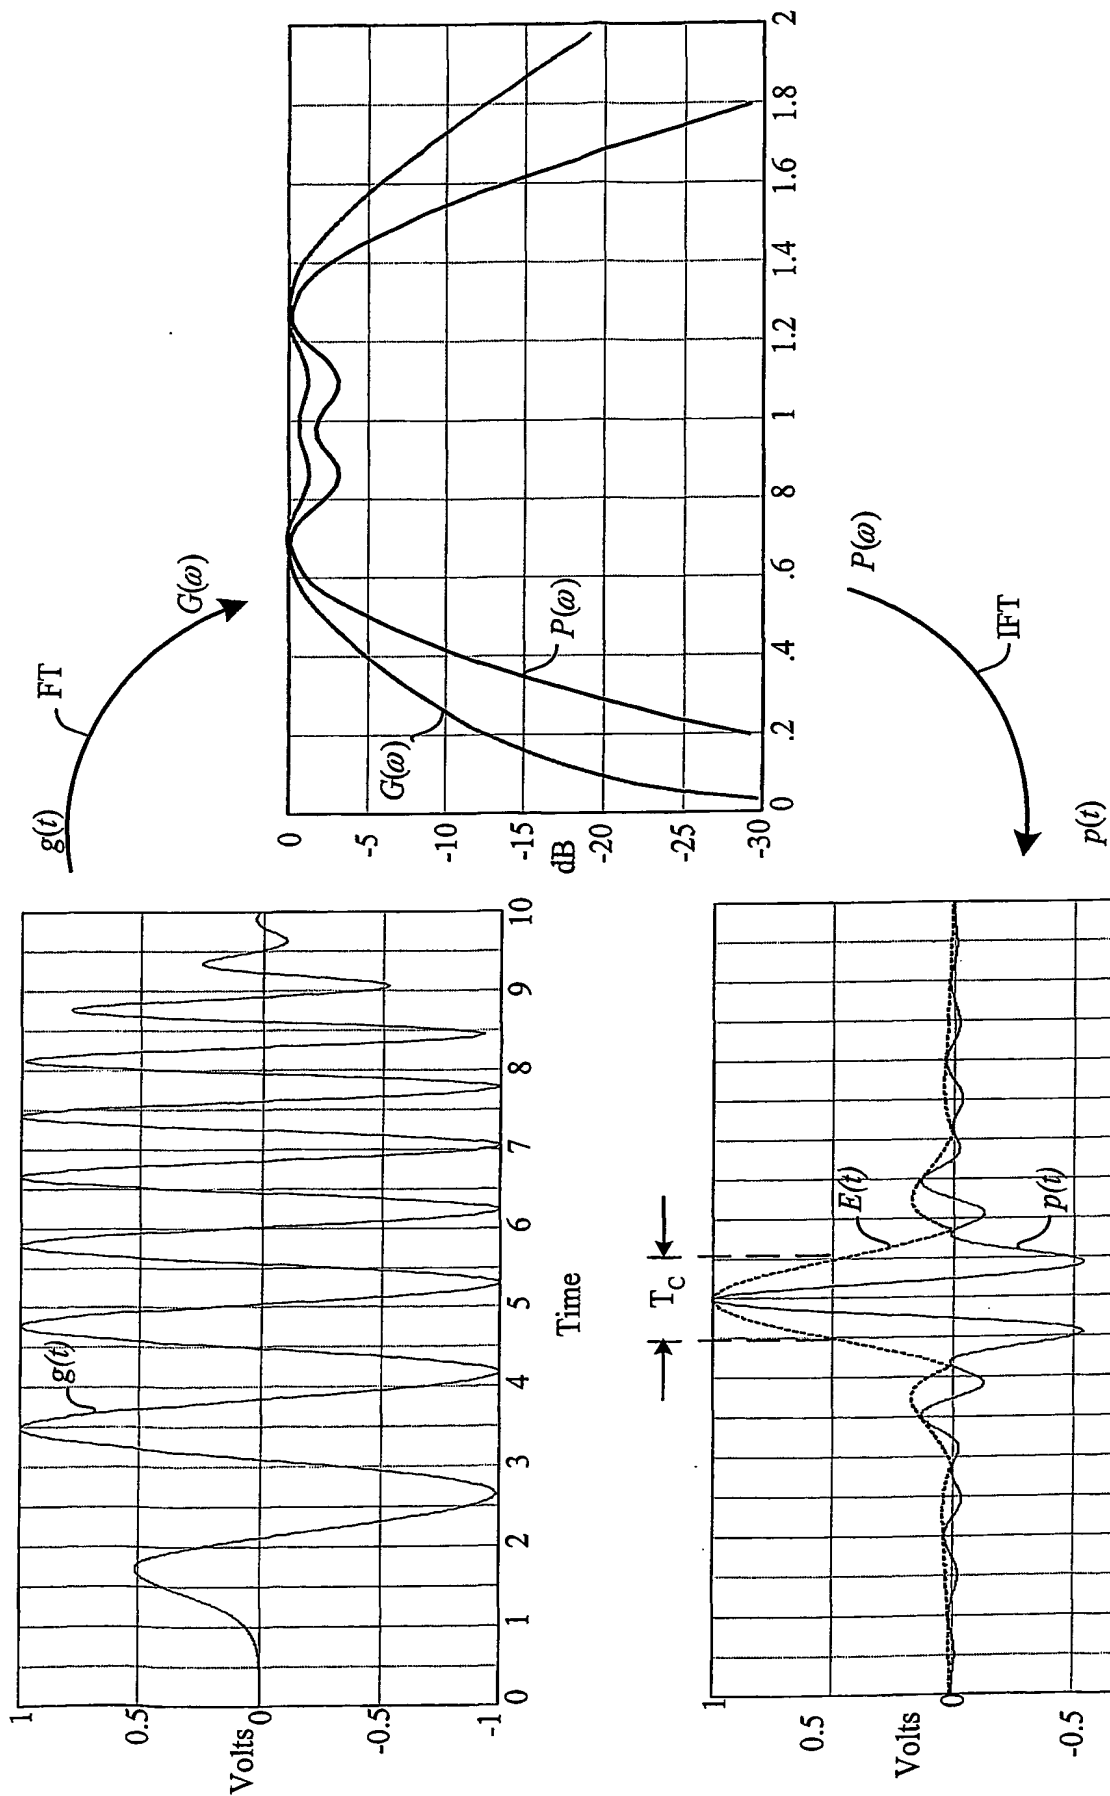 g(t)
FT
G(ω)
1
0.5
Volts 0
-0.5
-1
g(t)
0 1 2 3 4 5 6 7 8 9 10
Time
0
-5
-10
-15
dB
-20
-25
-30
G(ω)
P(ω)
0 .2 .4 .6 .8 1 1.2 1.4 1.6 1.8 2
P(ω)
IFT
p(t)
1
0.5
Volts 0
-0.5
T_C
E(t)
p(t)